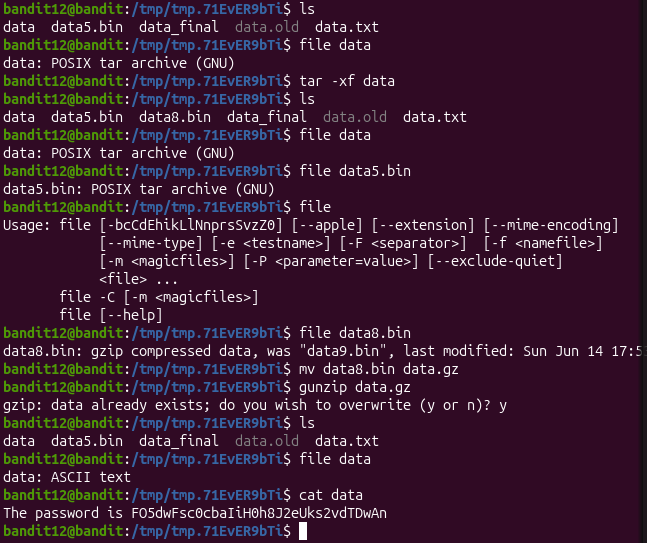 bandit12@bandit:/tmp/tmp.71EvER9bTi$ ls
data  data5.bin  data_final  data.old  data.txt
bandit12@bandit:/tmp/tmp.71EvER9bTi$ file data
data: POSIX tar archive (GNU)
bandit12@bandit:/tmp/tmp.71EvER9bTi$ tar -xf data
bandit12@bandit:/tmp/tmp.71EvER9bTi$ ls
data  data5.bin  data8.bin  data_final  data.old  data.txt
bandit12@bandit:/tmp/tmp.71EvER9bTi$ file data
data: POSIX tar archive (GNU)
bandit12@bandit:/tmp/tmp.71EvER9bTi$ file data5.bin
data5.bin: POSIX tar archive (GNU)
bandit12@bandit:/tmp/tmp.71EvER9bTi$ file
Usage: file [-bcCdEhikLlNnprsSvzZ0] [--apple] [--extension] [--mime-encoding]
            [--mime-type] [-e <testname>] [-F <separator>]  [-f <namefile>]
            [-m <magicfiles>] [-P <parameter=value>] [--exclude-quiet]
            <file> ...
       file -C [-m <magicfiles>]
       file [--help]
bandit12@bandit:/tmp/tmp.71EvER9bTi$ file data8.bin
data8.bin: gzip compressed data, was "data9.bin", last modified: Sun Jun 14 17:5
bandit12@bandit:/tmp/tmp.71EvER9bTi$ mv data8.bin data.gz
bandit12@bandit:/tmp/tmp.71EvER9bTi$ gunzip data.gz
gzip: data already exists; do you wish to overwrite (y or n)? y
bandit12@bandit:/tmp/tmp.71EvER9bTi$ ls
data  data5.bin  data_final  data.old  data.txt
bandit12@bandit:/tmp/tmp.71EvER9bTi$ file data
data: ASCII text
bandit12@bandit:/tmp/tmp.71EvER9bTi$ cat data
The password is FO5dwFsc0cbaIiH0h8J2eUks2vdTDwAn
bandit12@bandit:/tmp/tmp.71EvER9bTi$